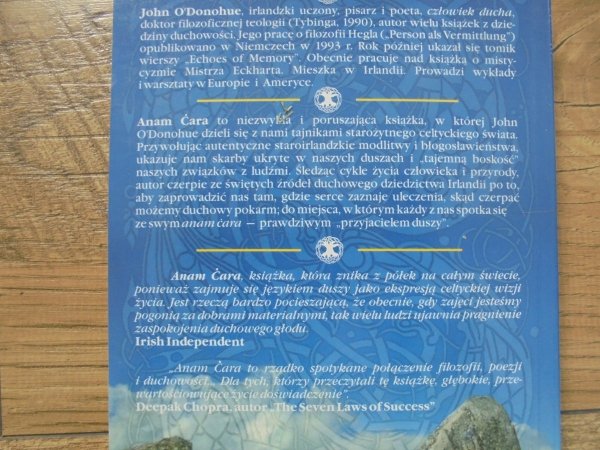 John O'Donohue, irlandzki uczony, pisarz i poeta, człowiek ducha,
doktor filozoficznej teologii (Tybinga, 1990), autor wielu książek z dzie-
dziny duchowości. Jego pracę o filozofii Hegla („Person als Vermittlung")
opublikowano w Niemczech w 1993 r. Rok później ukazał się tomik
wierszy „Echoes of Memory". Obecnie pracuje nad książką o misty-
cyzmie Mistrza Eckharta. Mieszka w Irlandii. Prowadzi wykłady
i warsztaty w Europie i Ameryce.
Anam Ċara to niezwykła i poruszająca książka, w której John
O'Donohue dzieli się z nami tajnikami starożytnego celtyckiego świata.
Przywołując autentyczne staroirlandzkie modlitwy i błogosławieństwa,
ukazuje nam skarby ukryte w naszych duszach i „tajemną boskość"
naszych związków z ludźmi. Śledząc cykle życia człowieka i przyrody,
autor czerpie ze świętych źródeł duchowego dziedzictwa Irlandii po to,
aby zaprowadzić nas tam, gdzie serce zaznaje uleczenia, skąd czerpać
możemy duchowy pokarm; do miejsca, w którym każdy z nas spotka się
ze swym anam ċara — prawdziwym „przyjacielem duszy".
Anam Ċara, książka, która znika z półek na całym świecie,
ponieważ zajmuje się językiem duszy jako ekspresją celtyckiej wizji
życia. Jest rzeczą bardzo pocieszającą, że obecnie, gdy zajęci jesteśmy
pogonią za dobrami materialnymi, tak wielu ludzi ujawnia pragnienie
zaspokojenia duchowego głodu.
Irish Independent
„Anam Ċara to rzadko spotykane połączenie filozofii, poezji
i duchowości... Dla tych, którzy przeczytali tę książkę, głębokie, prze-
wartościowujące życie doświadczenie".
Deepak Chopra, autor „The Seven Laws of Success"